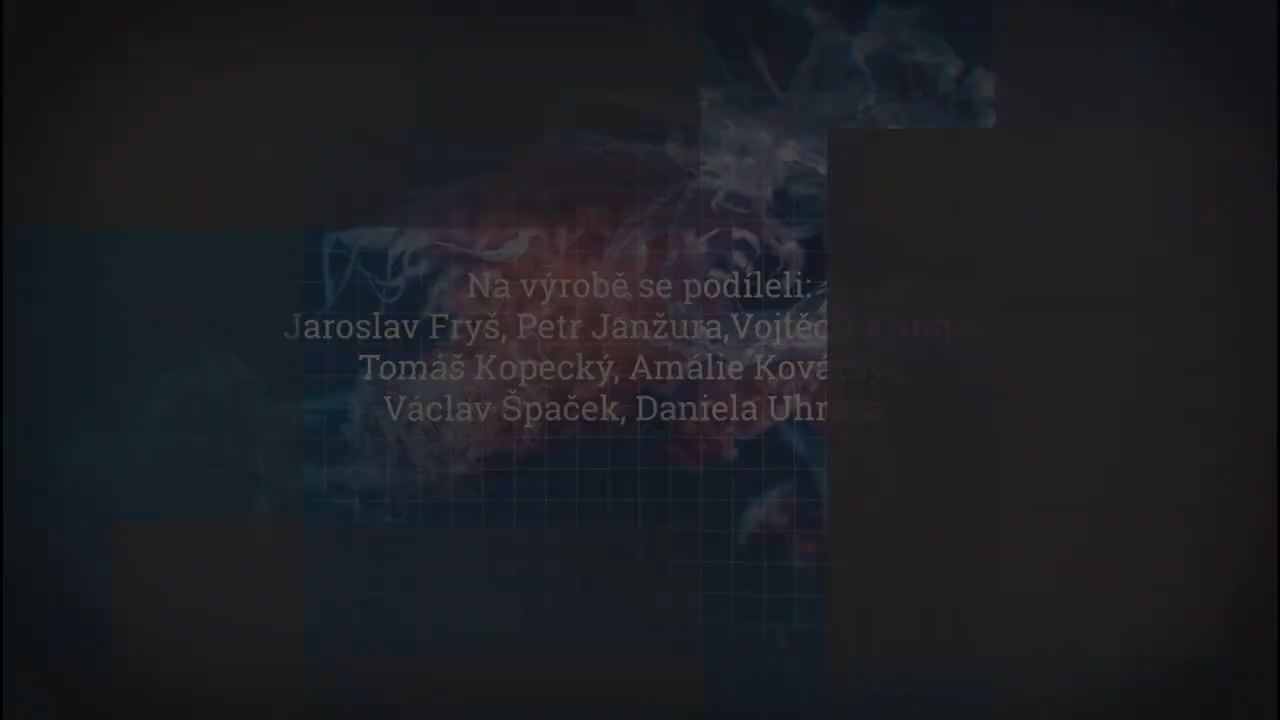 Na výrobě se podíleli:
Jaroslav Fryš, Petr Janžura,
Tomáš Kopecký, Amálie
Václav Špaček, Daniela